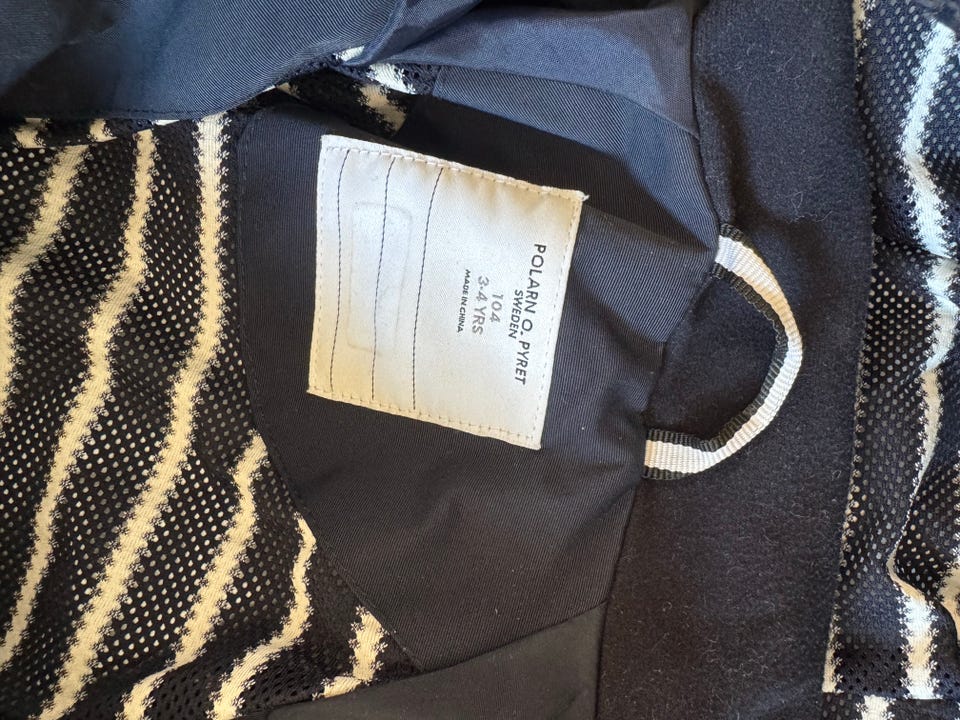 POLARN O. PYRET
SWEDEN
104
3-4 YRS
MADE IN CHINA